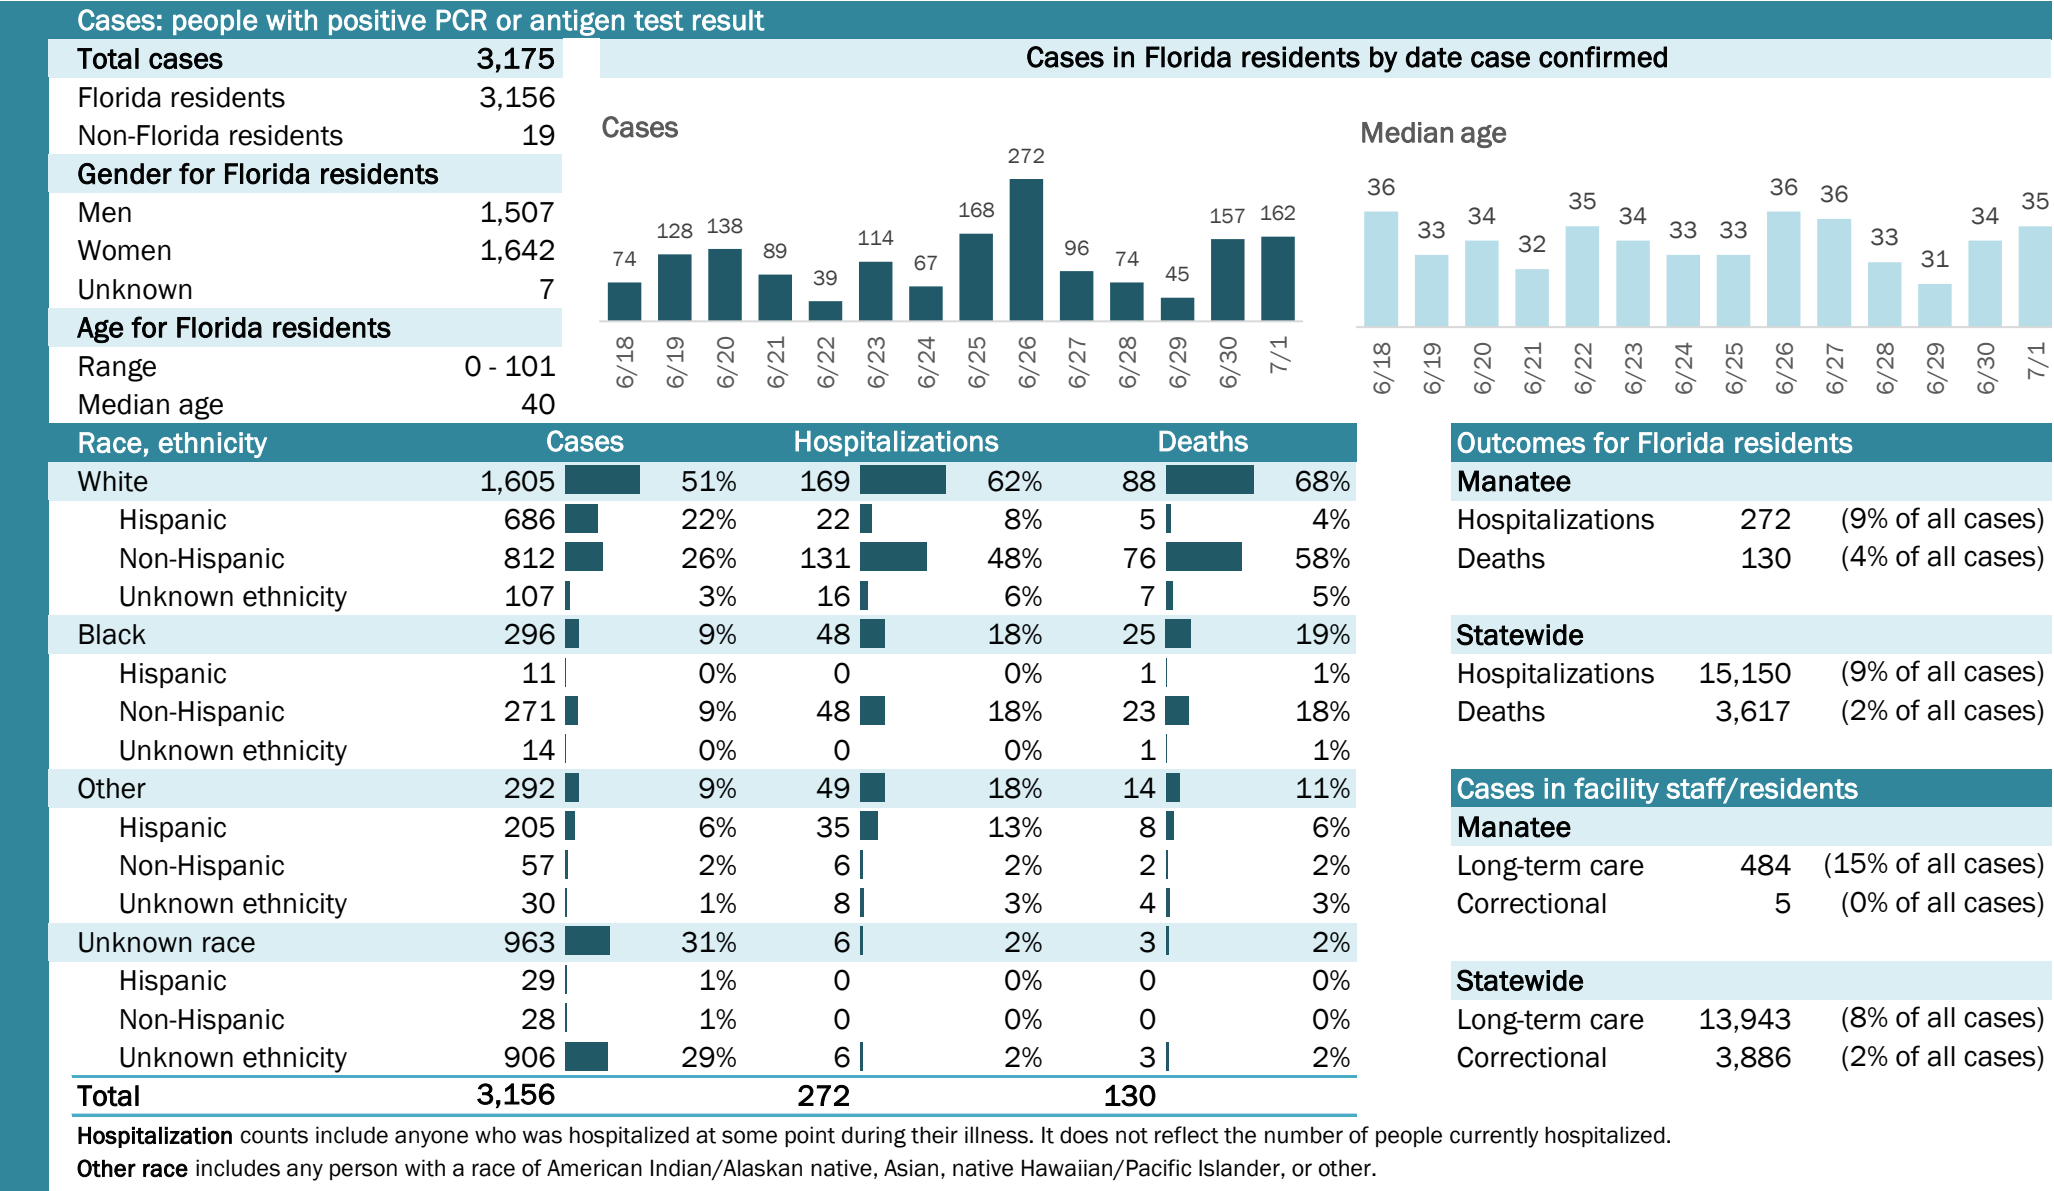 Cases: people with positive PCR or antigen test result
Total cases 3,175
Florida residents 3,156
Non-Florida residents 19
Gender for Florida residents
Men 1,507
Women 1,642
Unknown 7
Age for Florida residents
Range 0 - 101
Median age 40
Cases in Florida residents by date case confirmed
Cases
74 128 138 89 39 114 67 168 272 96 74 45 157 162
6/18 6/19 6/20 6/21 6/22 6/23 6/24 6/25 6/26 6/27 6/28 6/29 6/30 7/1
Median age
36 33 34 32 35 34 33 33 36 36 33 31 34 35
6/18 6/19 6/20 6/21 6/22 6/23 6/24 6/25 6/26 6/27 6/28 6/29 6/30 7/1
Race, ethnicity Cases Hospitalizations Deaths
White 1,605 51% 169 62% 88 68%
Hispanic 686 22% 22 8% 5 4%
Non-Hispanic 812 26% 131 48% 76 58%
Unknown ethnicity 107 3% 16 6% 7 5%
Black 296 9% 48 18% 25 19%
Hispanic 11 0% 0 0% 1 1%
Non-Hispanic 271 9% 48 18% 23 18%
Unknown ethnicity 14 0% 0 0% 1 1%
Other 292 9% 49 18% 14 11%
Hispanic 205 6% 35 13% 8 6%
Non-Hispanic 57 2% 6 2% 2 2%
Unknown ethnicity 30 1% 8 3% 4 3%
Unknown race 963 31% 6 2% 3 2%
Hispanic 29 1% 0 0% 0 0%
Non-Hispanic 28 1% 0 0% 0 0%
Unknown ethnicity 906 29% 6 2% 3 2%
Total 3,156 272 130
Outcomes for Florida residents
Manatee
Hospitalizations 272 (9% of all cases)
Deaths 130 (4% of all cases)
Statewide
Hospitalizations 15,150 (9% of all cases)
Deaths 3,617 (2% of all cases)
Cases in facility staff/residents
Manatee
Long-term care 484 (15% of all cases)
Correctional 5 (0% of all cases)
Statewide
Long-term care 13,943 (8% of all cases)
Correctional 3,886 (2% of all cases)
Hospitalization counts include anyone who was hospitalized at some point during their illness. It does not reflect the number of people currently hospitalized.
Other race includes any person with a race of American Indian/Alaskan native, Asian, native Hawaiian/Pacific Islander, or other.